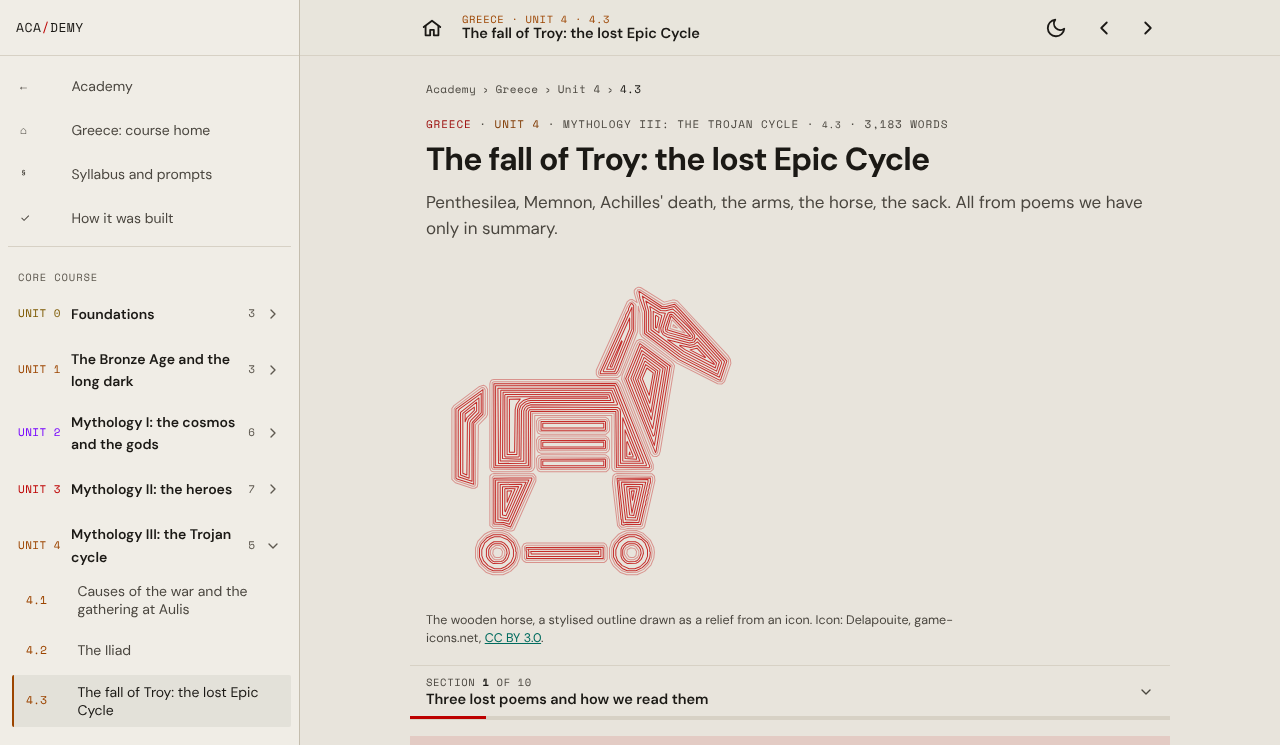 ACA/DEMY
← Academy
⌂ Greece: course home
§ Syllabus and prompts
✓ How it was built
CORE COURSE
UNIT 0 Foundations 3
UNIT 1 The Bronze Age and the long dark 3
UNIT 2 Mythology I: the cosmos and the gods 6
UNIT 3 Mythology II: the heroes 7
UNIT 4 Mythology III: the Trojan cycle 5
4.1 Causes of the war and the gathering at Aulis
4.2 The Iliad
4.3 The fall of Troy: the lost Epic Cycle
GREECE · UNIT 4 · 4.3
The fall of Troy: the lost Epic Cycle
Academy › Greece › Unit 4 › 4.3
GREECE · UNIT 4 · MYTHOLOGY III: THE TROJAN CYCLE · 4.3 · 3,183 WORDS
The fall of Troy: the lost Epic Cycle
Penthesilea, Memnon, Achilles' death, the arms, the horse, the sack. All from poems we have
only in summary.
The wooden horse, a stylised outline drawn as a relief from an icon. Icon: Delapouite, game-
icons.net, CC BY 3.0.
SECTION 1 OF 10
Three lost poems and how we read them